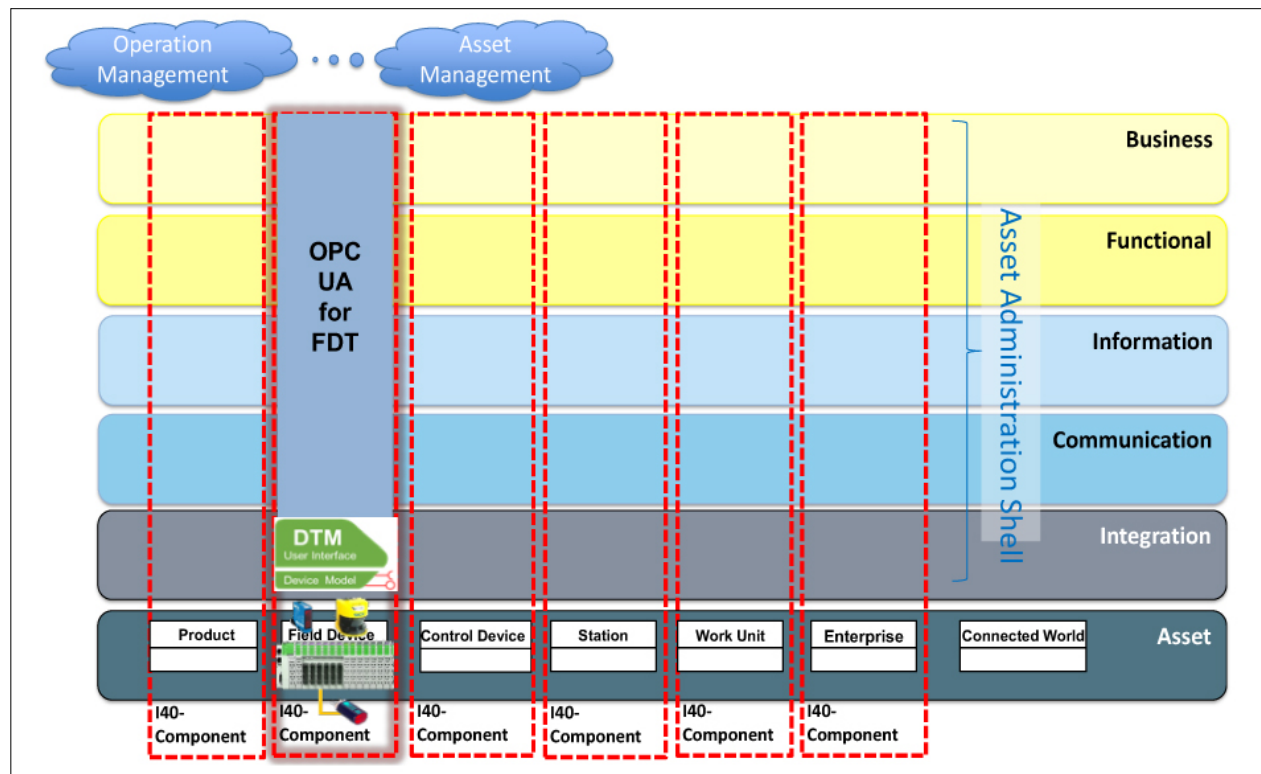 Operation
Management
Asset
Management
Business
Functional
Information
Communication
Integration
Asset
Asset Administration Shell
OPC
UA
for
FDT
DTM
User Interface
Device Model
Product
Field Device
Control Device
Station
Work Unit
Enterprise
Connected World
I40-
Component
I40-
Component
I40-
Component
I40-
Component
I40-
Component
I40-
Component